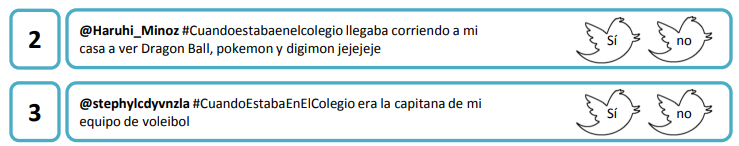 2
@Haruhi_Minoz #Cuandoestabaenelcolegio llegaba corriendo a mi
casa a ver Dragon Ball, pokemon y digimon jejejeje
Sí
no
3
@stephylcdyvnzla #CuandoEstabaEnElColegio era la capitana de mi
equipo de voleibol
Sí
no